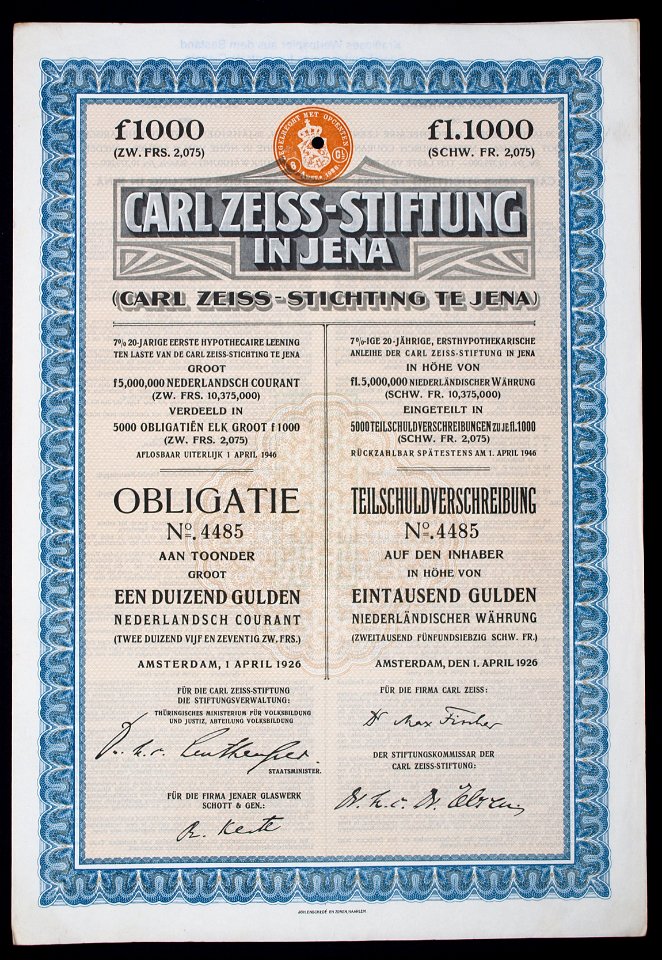 f 1000
(ZW. FRS. 2,075)
fl.1000
(SCHW. FR. 2,075)
CARL ZEISS-STIFTUNG
IN JENA
(CARL ZEISS-STICHTING TE JENA)
7% 20-JARIGE EERSTE HYPOTHECAIRE LEENING
TEN LASTE VAN DE CARL ZEISS-STICHTING TE JENA
GROOT
f 5,000,000 NEDERLANDSCH COURANT
(ZW. FRS. 10,375,000)
VERDEELD IN
5000 OBLIGATIËN ELK GROOT f 1000
(ZW. FRS. 2,075)
AFLOSBAAR UITERLIJK 1 APRIL 1946
OBLIGATIE
No. 4485
AAN TOONDER
GROOT
EEN DUIZEND GULDEN
NEDERLANDSCH COURANT
(TWEE DUIZEND VIJF EN ZEVENTIG ZW. FRS.)
AMSTERDAM, 1 APRIL 1926
7%-IGE 20-JÄHRIGE, ERSTHYPOTHEKARISCHE
ANLEIHE DER CARL ZEISS-STIFTUNG IN JENA
IN HÖHE VON
fl. 5,000,000 NIEDERLÄNDISCHER WÄHRUNG
(SCHW. FR. 10,375,000)
EINGETEILT IN
5000 TEILSCHULDVERSCHREIBUNGEN ZU JE fl. 1000
(SCHW. FR. 2,075)
RÜCKZAHLBAR SPÄTESTENS AM 1. APRIL 1946
TEILSCHULDVERSCHREIBUNG
No. 4485
AUF DEN INHABER
IN HÖHE VON
EINTAUSEND GULDEN
NIEDERLÄNDISCHER WÄHRUNG
(ZWEITAUSEND FÜNFUNDSIEBZIG SCHW. FR.)
AMSTERDAM, DEN 1. APRIL 1926
FÜR DIE CARL ZEISS-STIFTUNG
DIE STIFTUNGSVERWALTUNG:
THÜRINGISCHES MINISTERIUM FÜR VOLKSBILDUNG
UND JUSTIZ, ABTEILUNG VOLKSBILDUNG
STAATSMINISTER.
FÜR DIE FIRMA JENAER GLASWERK
SCHOTT & GEN.:
FÜR DIE FIRMA CARL ZEISS:
Dr Max Fischer
DER STIFTUNGSKOMMISSAR DER
CARL ZEISS-STIFTUNG:
JOH. ENSCHEDÉ EN ZONEN, HAARLEM